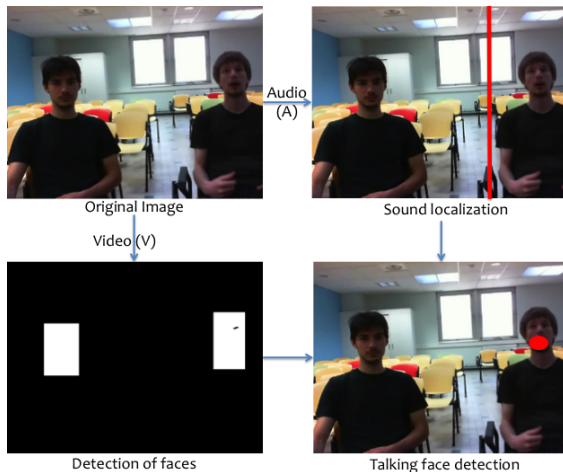 Audio
(A)
Original Image
Sound localization
Video (V)
Detection of faces
Talking face detection